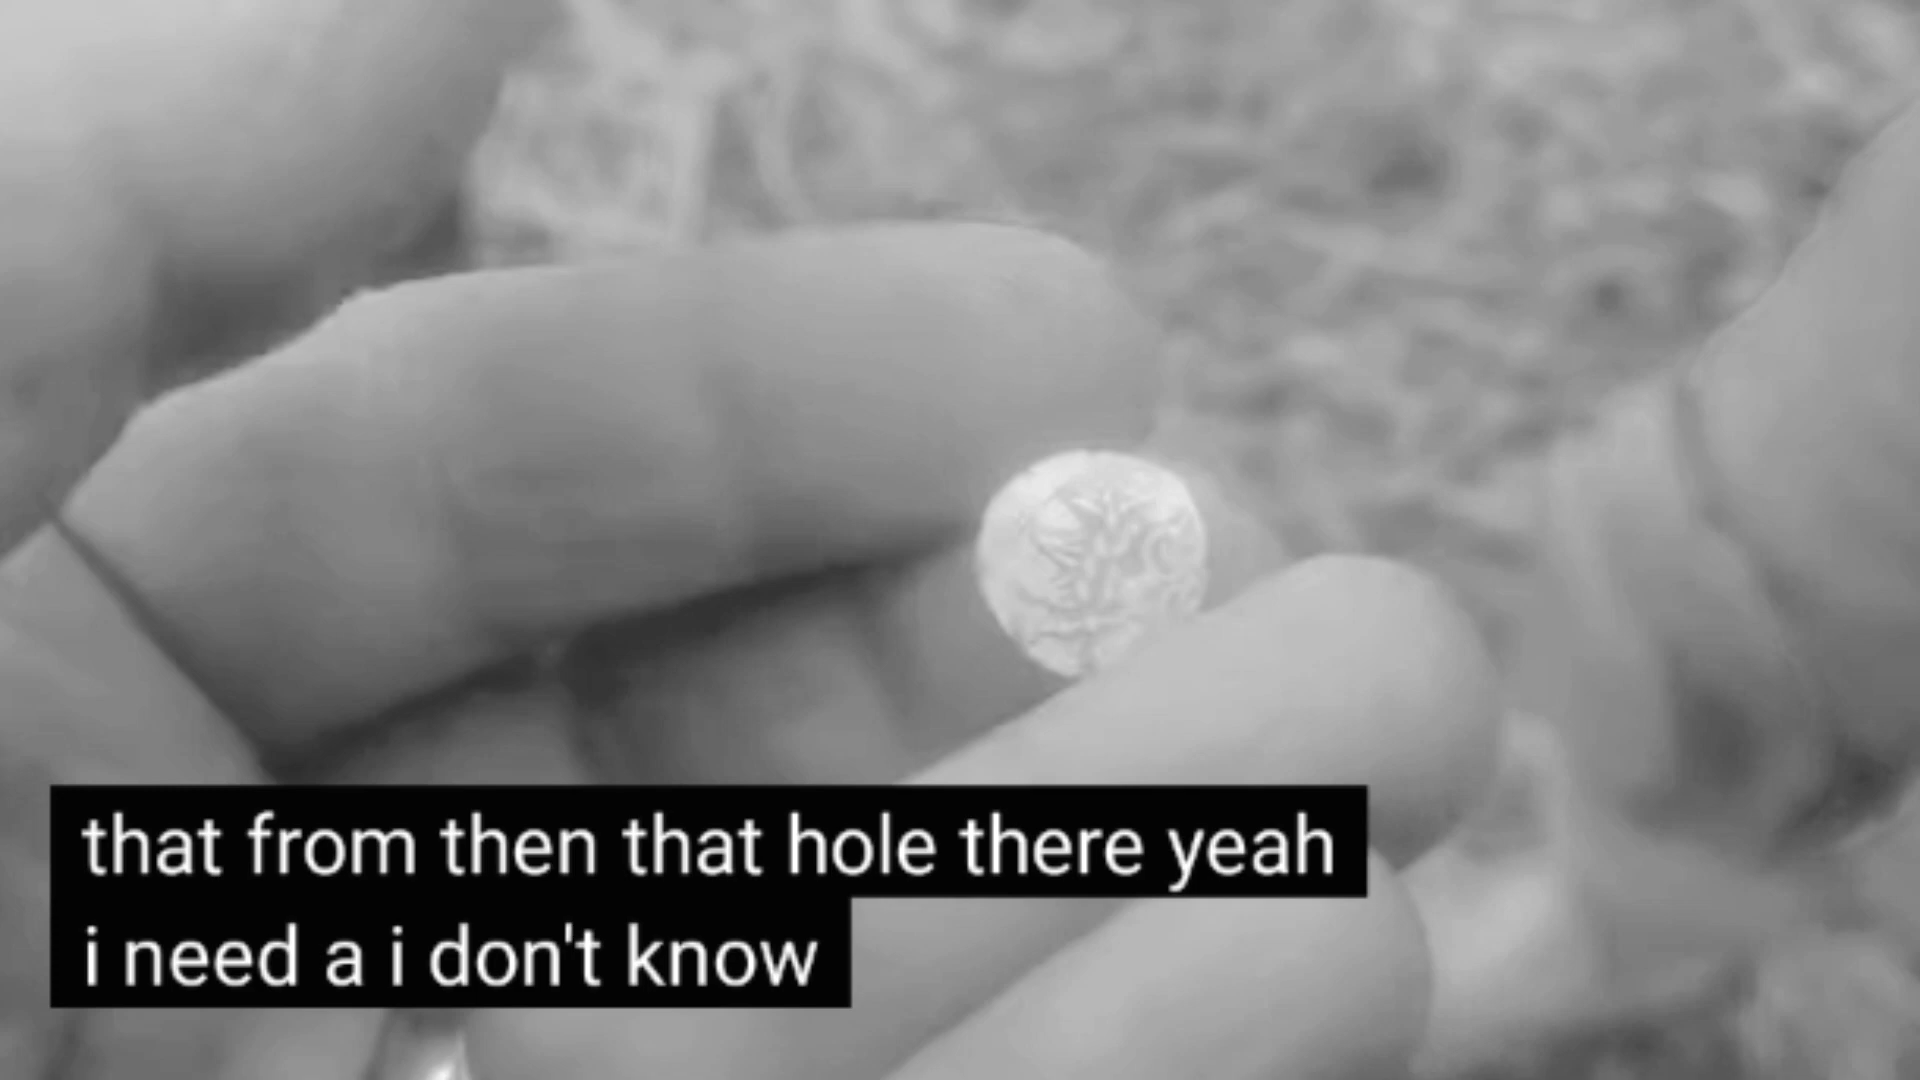 that from then that hole there yeah
i need a i don't know